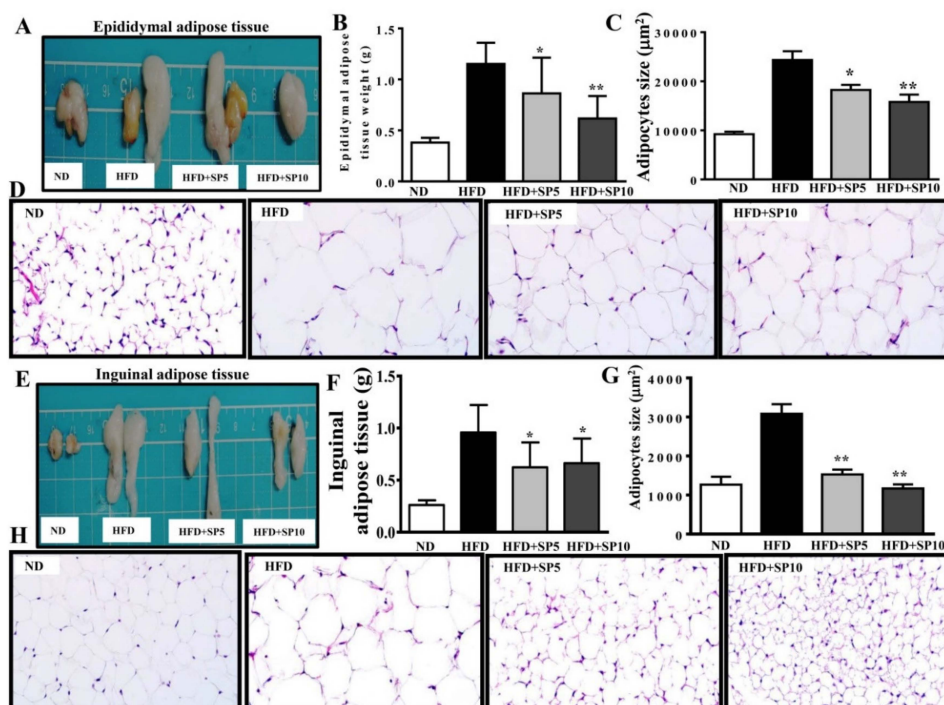 A
Epididymal adipose tissue
ND
HFD
HFD+SP5
HFD+SP10
B
Epididymal adipose
tissue weight (g)
1.5
1.0
0.5
0.0
*
**
ND
HFD
HFD+SP5
HFD+SP10
C
Adipocytes size (μm²)
30000
20000
10000
0
*
**
ND
HFD
HFD+SP5
HFD+SP10
D
ND
HFD
HFD+SP5
HFD+SP10
E
Inguinal adipose tissue
ND
HFD
HFD+SP5
HFD+SP10
F
Inguinal
adipose tissue (g)
1.5
1.0
0.5
0.0
*
*
ND
HFD
HFD+SP5
HFD+SP10
G
Adipocytes size (μm²)
4000
3000
2000
1000
0
**
**
ND
HFD
HFD+SP5
HFD+SP10
H
ND
HFD
HFD+SP5
HFD+SP10